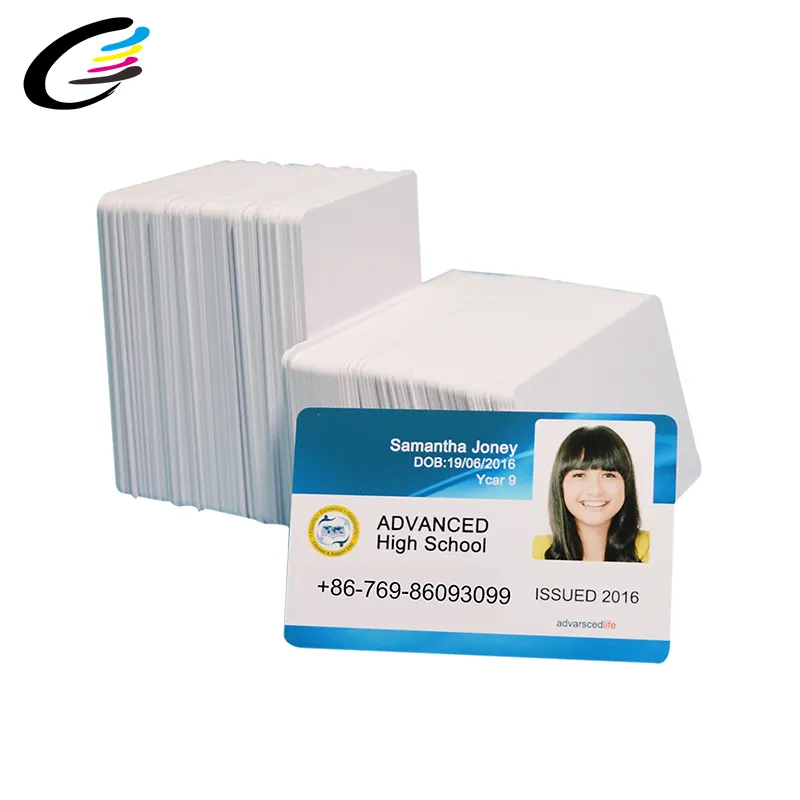 Samantha Joney
DOB:19/06/2016
Ycar 9
ADVANCED
High School
+86-769-86093099
ISSUED 2016
advarscedlife